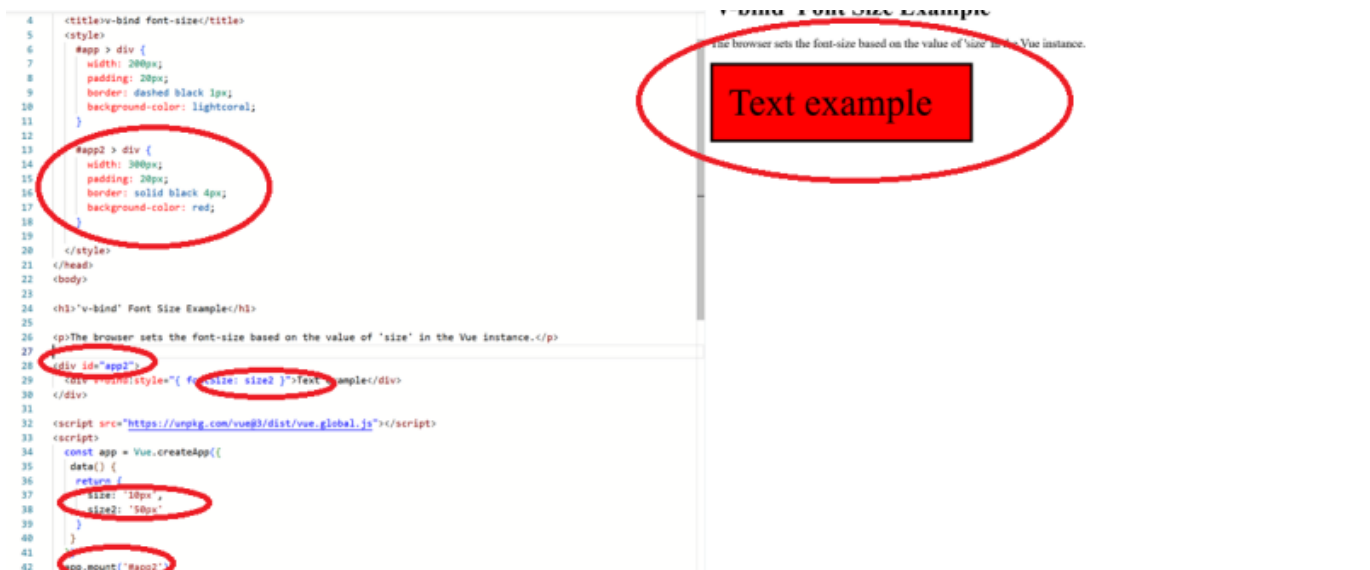 4 <title>v-bind font-size</title>
5 <style>
6 #app > div {
7 width: 200px;
8 padding: 20px;
9 border: dashed black 1px;
10 background-color: lightcoral;
11 }
12
13 #app2 > div {
14 width: 300px;
15 padding: 20px;
16 border: solid black 4px;
17 background-color: red;
18 }
19
20 </style>
21 </head>
22 <body>
23
24 <h1>'v-bind' Font Size Example</h1>
25
26 <p>The browser sets the font-size based on the value of 'size' in the Vue instance.</p>
27
28 <div id="app2">
29 <div v-bind:style="{ fontSize: size2 }">Text example</div>
30 </div>
31
32 <script src="https://unpkg.com/vue@3/dist/vue.global.js"></script>
33 <script>
34 const app = Vue.createApp({
35 data() {
36 return {
37 size: '10px',
38 size2: '50px'
39 }
40 }
41
42 app.mount('#app2')
'v-bind' Font Size Example
The browser sets the font-size based on the value of 'size' in the Vue instance.
Text example